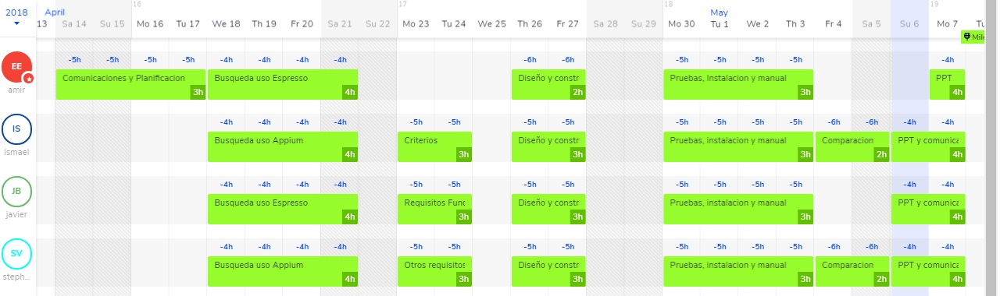 16 17 18 19
2018 April May
13 Sa 14 Su 15 Mo 16 Tu 17 We 18 Th 19 Fr 20 Sa 21 Su 22 Mo 23 Tu 24 We 25 Th 26 Fr 27 Sa 28 Su 29 Mo 30 Tu 1 We 2 Th 3 Fr 4 Sa 5 Su 6 Mo 7 Tu
Mile
-5h -5h -5h -5h -4h -4h -4h -4h -6h -6h -5h -5h -5h -5h -4h
EE Comunicaciones y Planificacion Busqueda uso Espresso Diseño y constr Pruebas, Instalacion y manual PPT
amir 3h 4h 2h 3h 4h
-4h -4h -4h -4h -5h -5h -5h -5h -5h -5h -5h -5h -6h -6h -4h -4h
IS Busqueda uso Appium Criterios Diseño y constr Pruebas, instalacion y manual Comparacion PPT y comunica
ismael 4h 3h 3h 3h 2h 4h
-4h -4h -4h -4h -5h -5h -5h -5h -5h -5h -5h -5h -4h -4h
JB Busqueda uso Espresso Requisitos Func Diseño y constr Pruebas, instalacion y manual PPT y comunica
javier 4h 3h 3h 3h 4h
-4h -4h -4h -4h -5h -5h -5h -5h -5h -5h -5h -5h -6h -6h -4h -4h
SV Busqueda uso Appium Otros requisitos Diseño y constr Pruebas, instalacion y manual Comparacion PPT y comunica
steph... 4h 3h 3h 3h 2h 4h